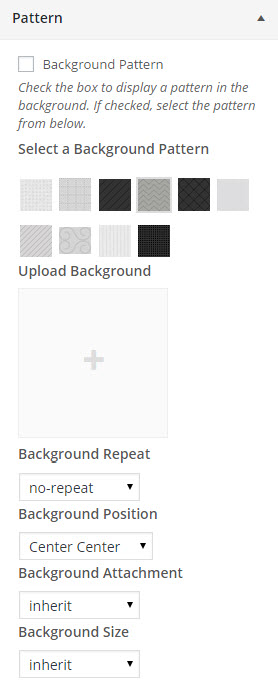 Pattern
Background Pattern
Check the box to display a pattern in the
background. If checked, select the pattern
from below.
Select a Background Pattern
Upload Background
Background Repeat
no-repeat
Background Position
Center Center
Background Attachment
inherit
Background Size
inherit